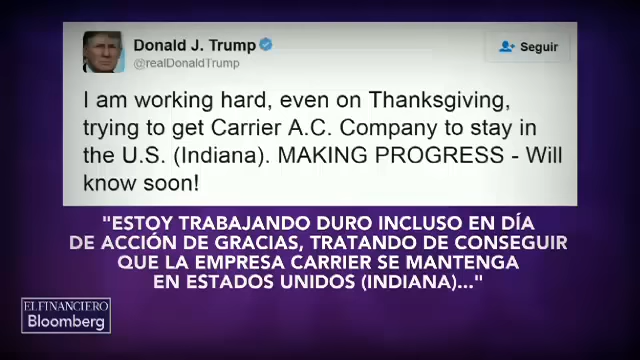 Donald J. Trump
@realDonaldTrump
Seguir
I am working hard, even on Thanksgiving,
trying to get Carrier A.C. Company to stay in
the U.S. (Indiana). MAKING PROGRESS - Will
know soon!
"ESTOY TRABAJANDO DURO INCLUSO EN DÍA
DE ACCIÓN DE GRACIAS, TRATANDO DE CONSEGUIR
QUE LA EMPRESA CARRIER SE MANTENGA
EN ESTADOS UNIDOS (INDIANA)..."
EL FINANCIERO
Bloomberg